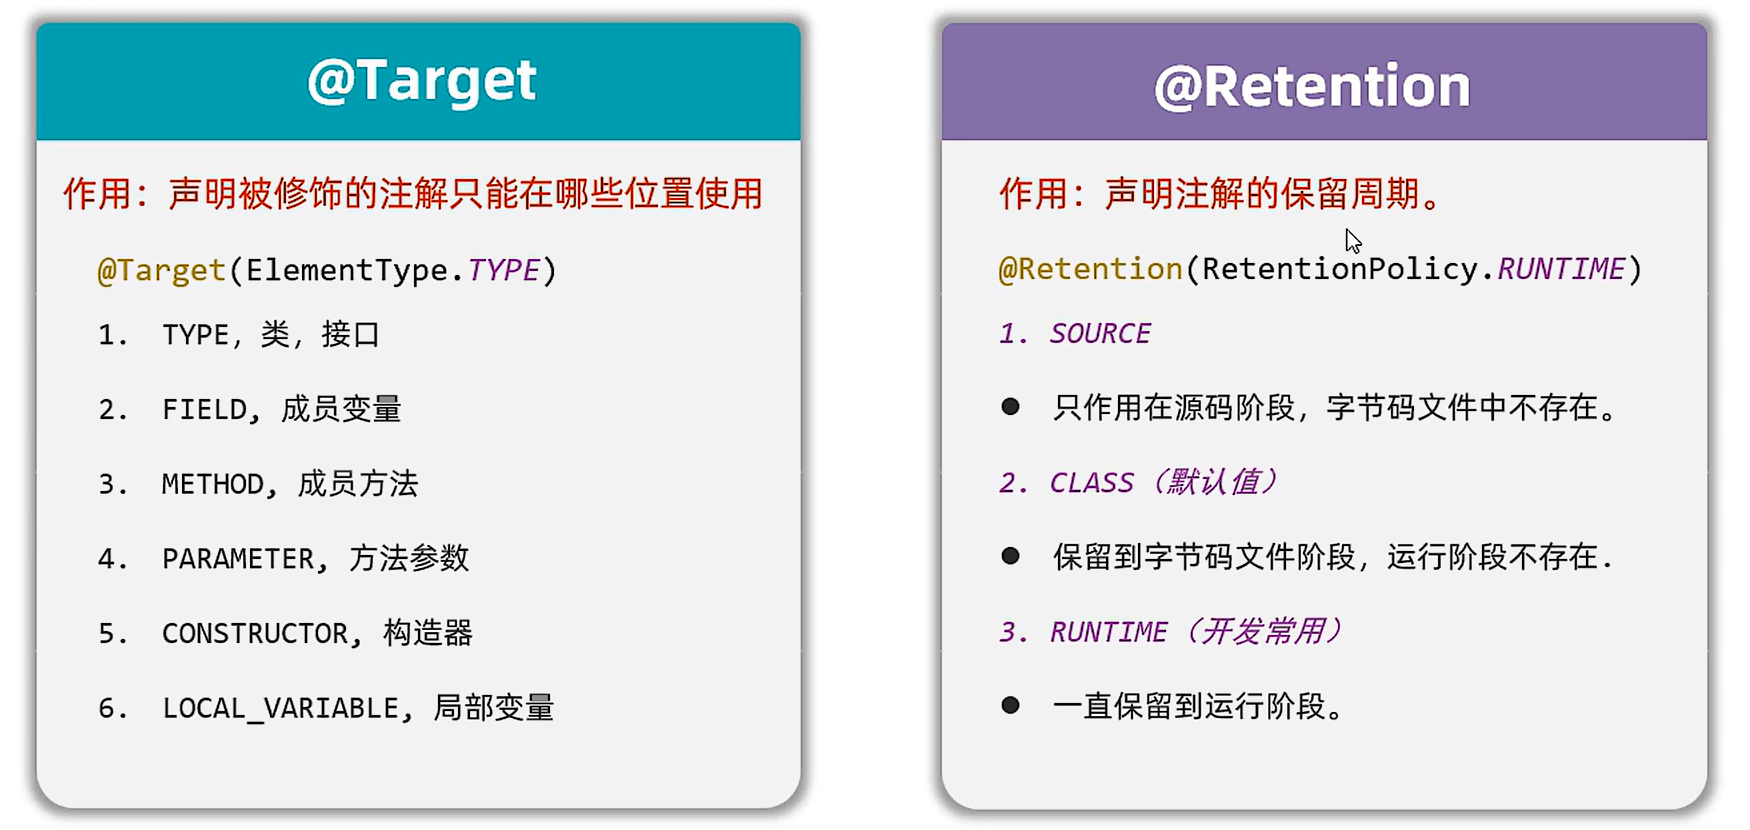 @Target
作用：声明被修饰的注解只能在哪些位置使用
@Target(ElementType.TYPE)
1. TYPE，类，接口
2. FIELD, 成员变量
3. METHOD, 成员方法
4. PARAMETER, 方法参数
5. CONSTRUCTOR, 构造器
6. LOCAL_VARIABLE, 局部变量
@Retention
作用：声明注解的保留周期。
@Retention(RetentionPolicy.RUNTIME)
1. SOURCE
● 只作用在源码阶段，字节码文件中不存在。
2. CLASS（默认值）
● 保留到字节码文件阶段，运行阶段不存在.
3. RUNTIME（开发常用）
● 一直保留到运行阶段。